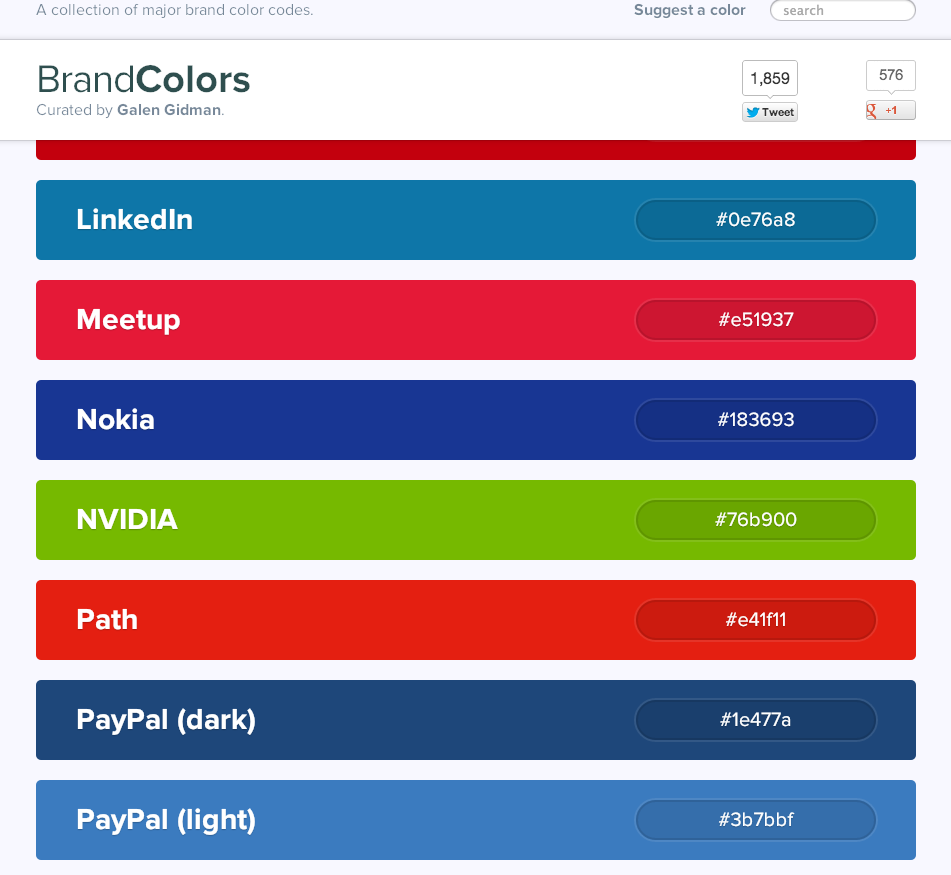 A collection of major brand color codes.
Suggest a color
search
BrandColors
Curated by Galen Gidman.
1,859
Tweet
576
g +1
LinkedIn
#0e76a8
Meetup
#e51937
Nokia
#183693
NVIDIA
#76b900
Path
#e41f11
PayPal (dark)
#1e477a
PayPal (light)
#3b7bbf